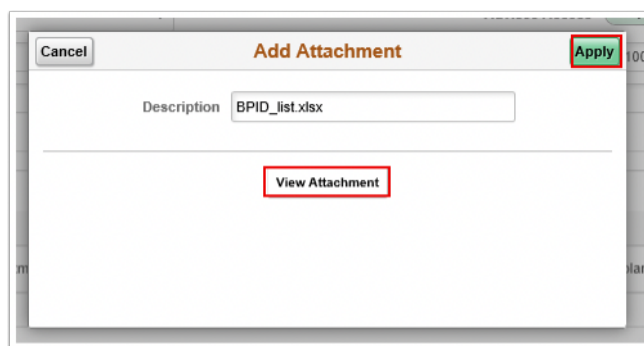 Cancel
Add Attachment
Apply
Description
BPID_list.xlsx
View Attachment